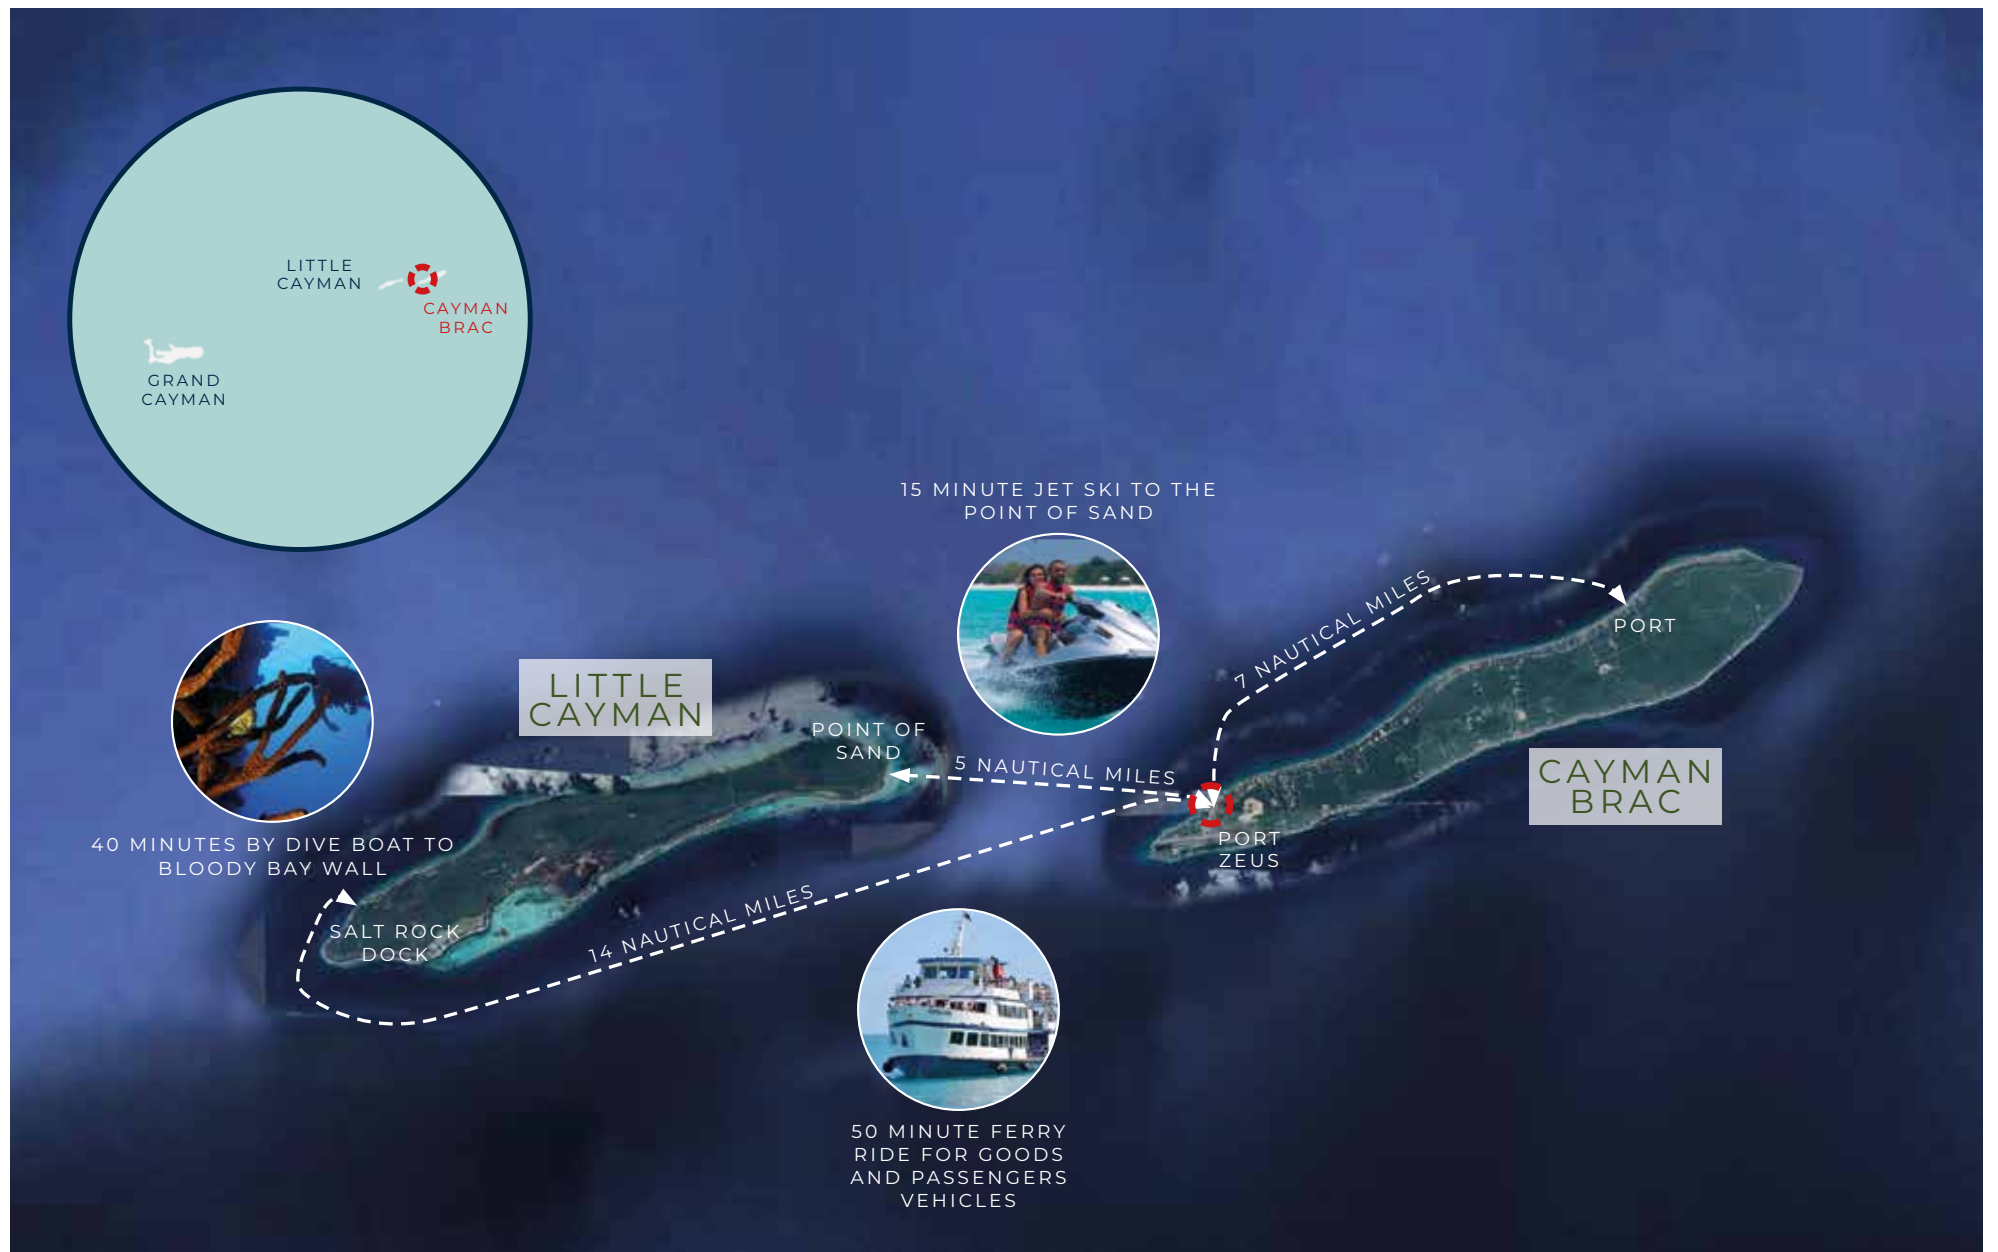 LITTLE
CAYMAN
CAYMAN
BRAC
GRAND
CAYMAN
15 MINUTE JET SKI TO THE
POINT OF SAND
7 NAUTICAL MILES
PORT
LITTLE
CAYMAN
POINT OF
SAND
5 NAUTICAL MILES
CAYMAN
BRAC
PORT
ZEUS
40 MINUTES BY DIVE BOAT TO
BLOODY BAY WALL
SALT ROCK
DOCK
14 NAUTICAL MILES
50 MINUTE FERRY
RIDE FOR GOODS
AND PASSENGERS
VEHICLES